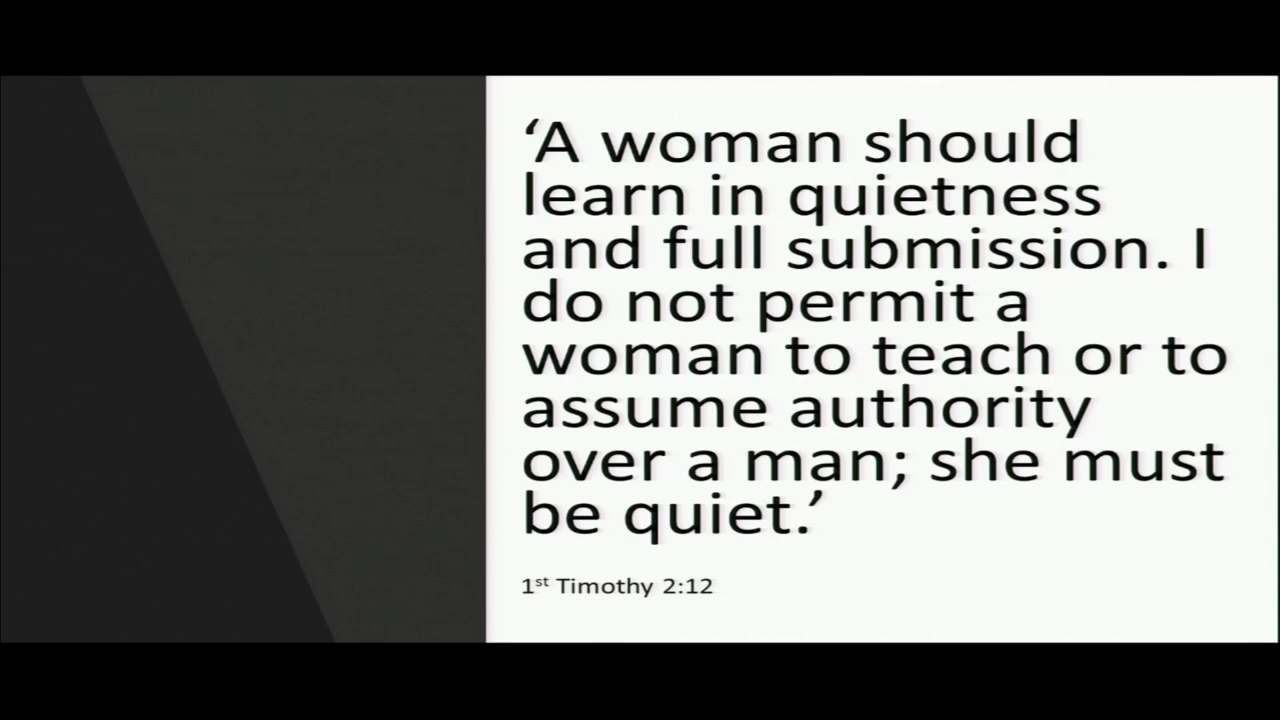 ‘A woman should
learn in quietness
and full submission. I
do not permit a
woman to teach or to
assume authority
over a man; she must
be quiet.’
1st Timothy 2:12